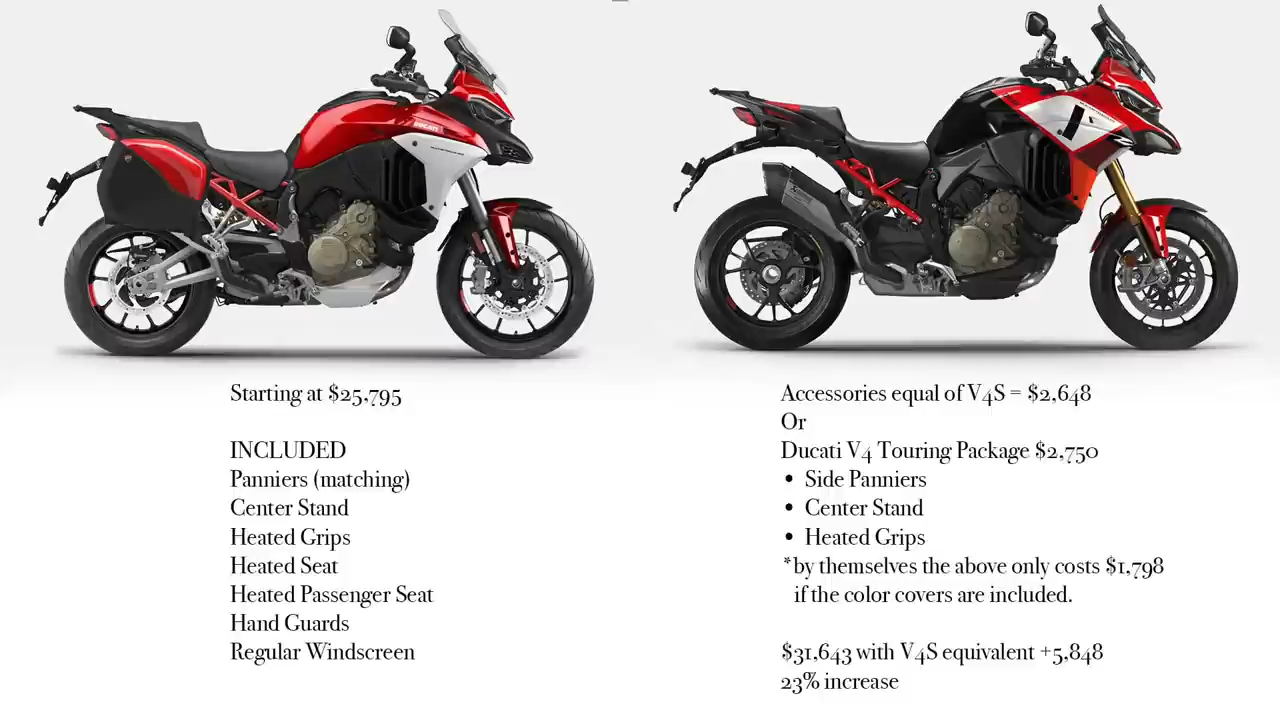 DUCATI
Starting at $25,795
INCLUDED
Panniers (matching)
Center Stand
Heated Grips
Heated Seat
Heated Passenger Seat
Hand Guards
Regular Windscreen
Accessories equal of V4S = $2,648
Or
Ducati V4 Touring Package $2,750
• Side Panniers
• Center Stand
• Heated Grips
*by themselves the above only costs $1,798
if the color covers are included.
$31,643 with V4S equivalent +5,848
23% increase